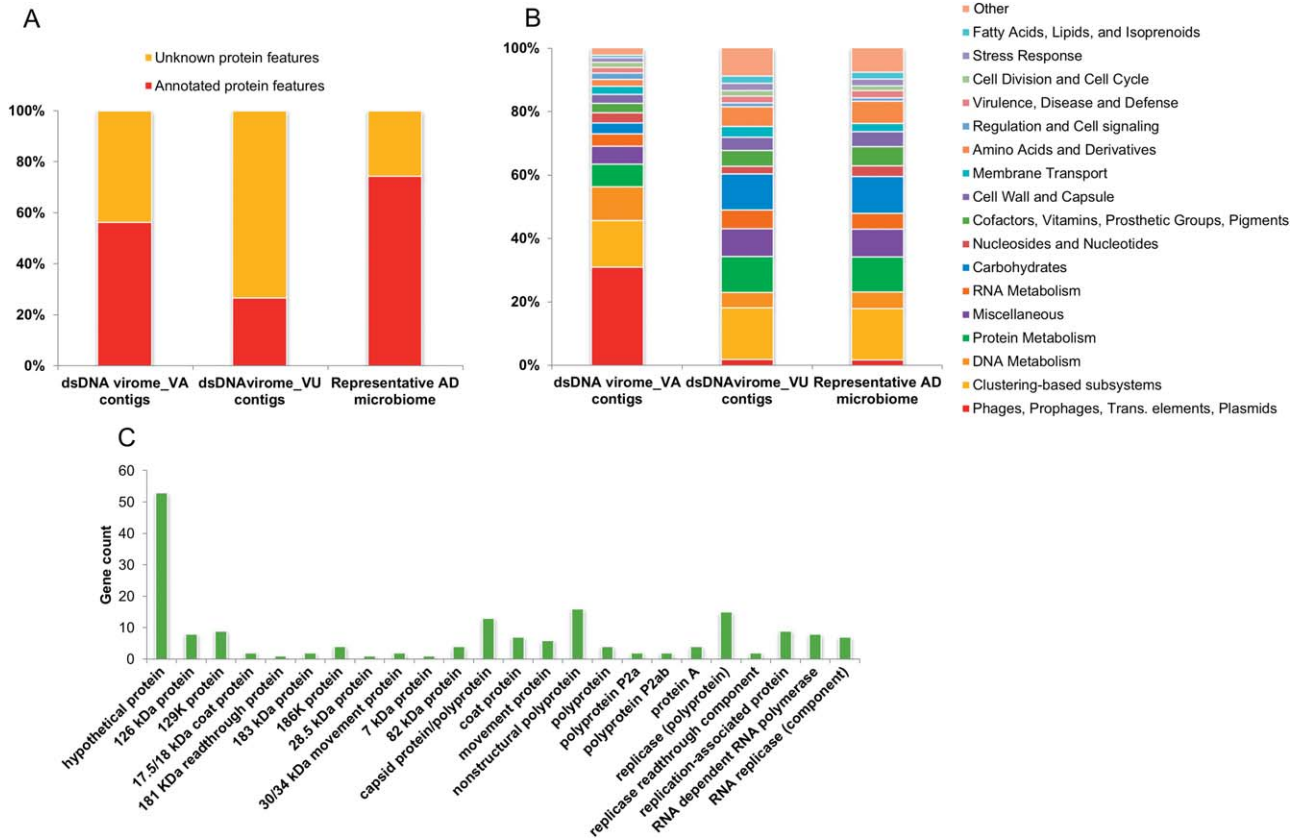 A
Unknown protein features
Annotated protein features
100%
80%
60%
40%
20%
0%
dsDNA virome_VA contigs
dsDNAvirome_VU contigs
Representative AD microbiome
B
100%
80%
60%
40%
20%
0%
dsDNA virome_VA contigs
dsDNAvirome_VU contigs
Representative AD microbiome
Other
Fatty Acids, Lipids, and Isoprenoids
Stress Response
Cell Division and Cell Cycle
Virulence, Disease and Defense
Regulation and Cell signaling
Amino Acids and Derivatives
Membrane Transport
Cell Wall and Capsule
Cofactors, Vitamins, Prosthetic Groups, Pigments
Nucleosides and Nucleotides
Carbohydrates
RNA Metabolism
Miscellaneous
Protein Metabolism
DNA Metabolism
Clustering-based subsystems
Phages, Prophages, Trans. elements, Plasmids
C
Gene count
60
50
40
30
20
10
0
hypothetical protein
126 kDa protein
129K protein
17.5/18 kDa coat protein
181 KDa readthrough protein
183 kDa protein
186K protein
28.5 kDa protein
30/34 kDa movement protein
7 kDa protein
82 kDa protein
capsid protein/polyprotein
coat protein
movement protein
nonstructural polyprotein
polyprotein
polyprotein P2a
polyprotein P2ab
protein A
replicase (polyprotein)
replicase readthrough component
replication-associated protein
RNA dependent RNA polymerase
RNA replicase (component)